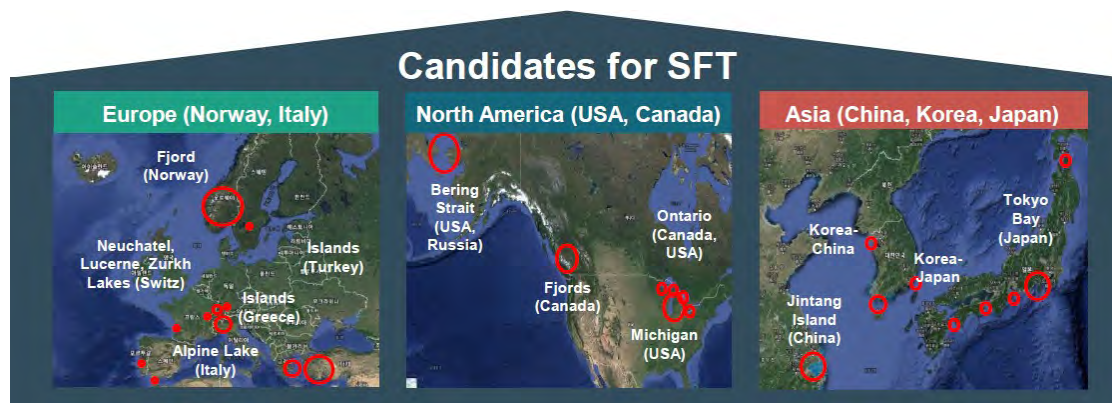 Candidates for SFT
Europe (Norway, Italy)
Fjord
(Norway)
Neuchatel,
Lucerne, Zurkh
Lakes (Switz)
Islands
(Turkey)
Islands
(Greece)
Alpine Lake
(Italy)
North America (USA, Canada)
Bering
Strait (USA,
Russia)
Ontario
(Canada,
USA)
Fjords
(Canada)
Michigan
(USA)
Asia (China, Korea, Japan)
Tokyo
Bay
(Japan)
Korea-
China
Korea-
Japan
Jintang
Island
(China)